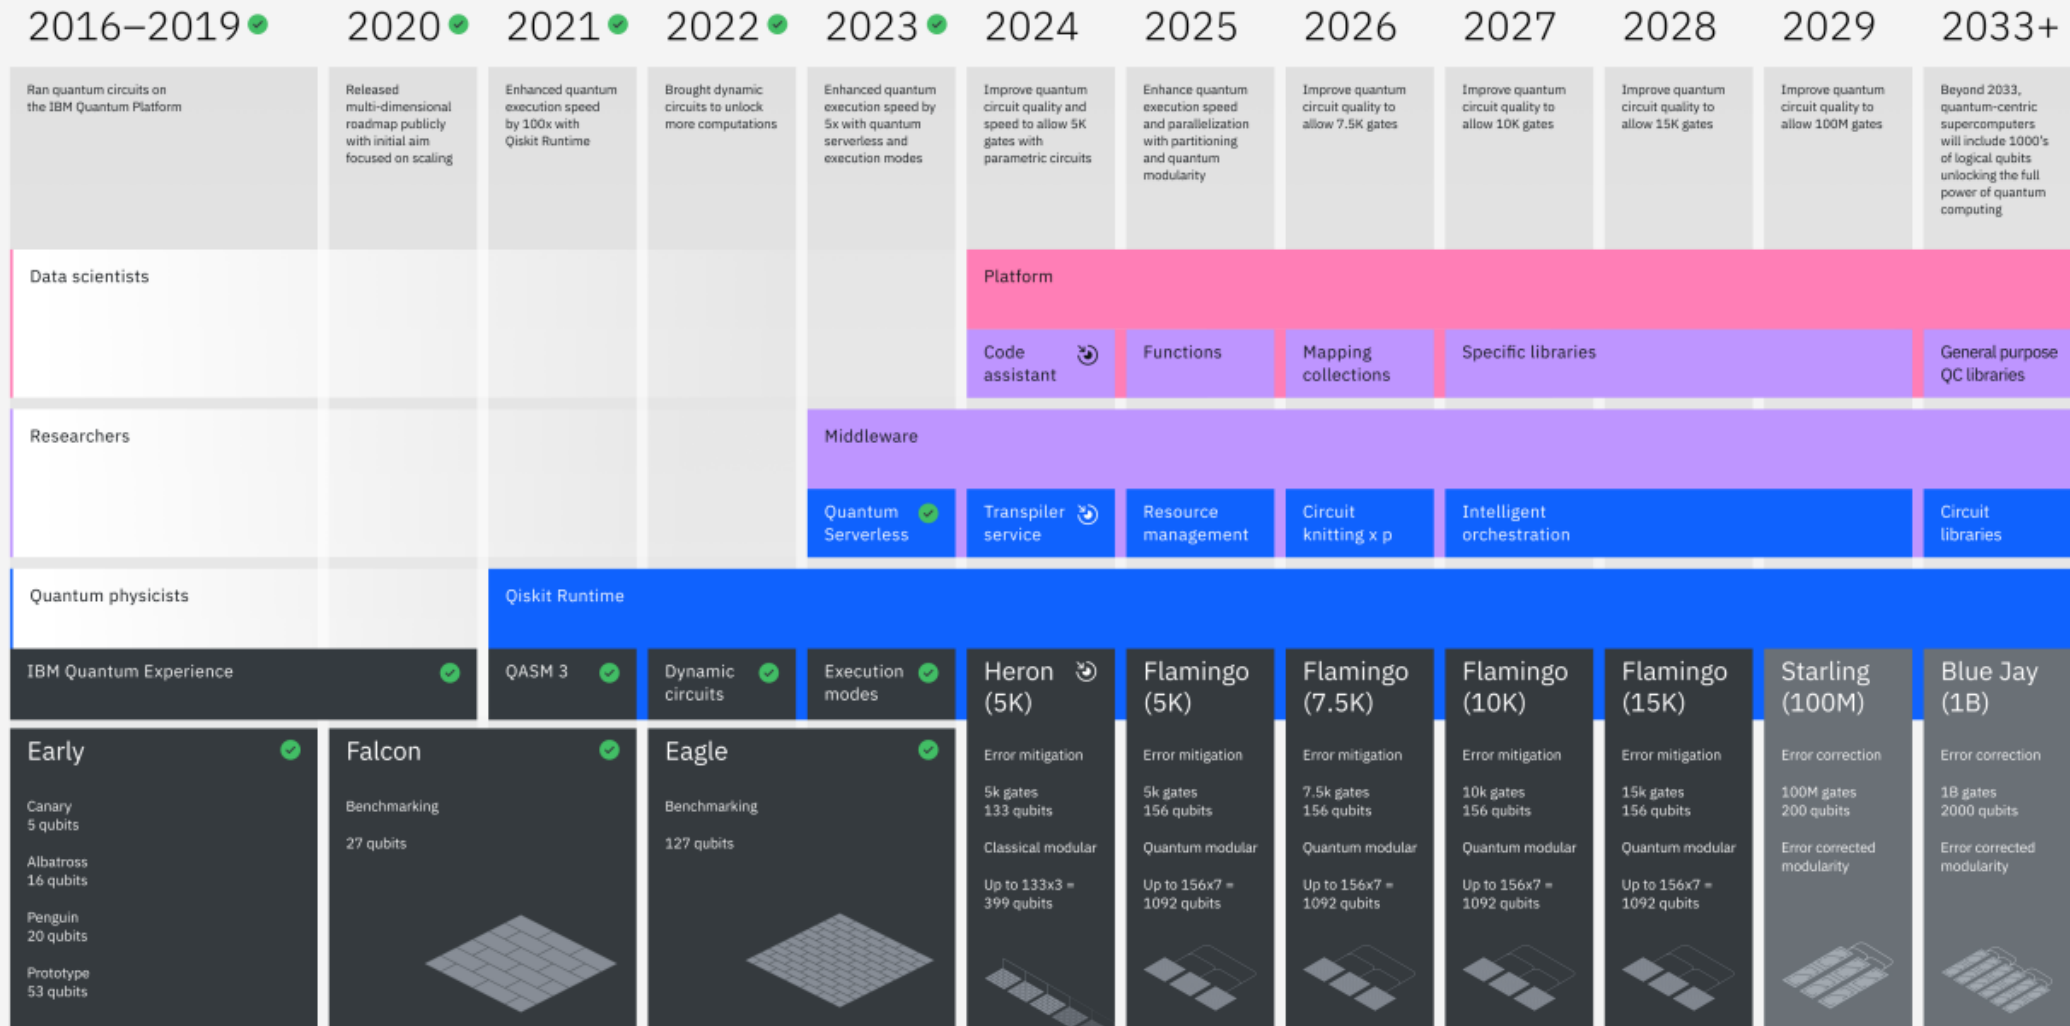 2016–2019
2020
2021
2022
2023
2024
2025
2026
2027
2028
2029
2033+
Ran quantum circuits on
the IBM Quantum Platform
Released
multi-dimensional
roadmap publicly
with initial aim
focused on scaling
Enhanced quantum
execution speed
by 100x with
Qiskit Runtime
Brought dynamic
circuits to unlock
more computations
Enhanced quantum
execution speed by
5x with quantum
serverless and
execution modes
Improve quantum
circuit quality and
speed to allow 5K
gates with
parametric circuits
Enhance quantum
execution speed
and parallelization
with partitioning
and quantum
modularity
Improve quantum
circuit quality to
allow 7.5K gates
Improve quantum
circuit quality to
allow 10K gates
Improve quantum
circuit quality to
allow 15K gates
Improve quantum
circuit quality to
allow 100M gates
Beyond 2033,
quantum-centric
supercomputers
will include 1000's
of logical qubits
unlocking the full
power of quantum
computing
Data scientists
Platform
Code
assistant
Functions
Mapping
collections
Specific libraries
General purpose
QC libraries
Researchers
Middleware
Quantum
Serverless
Transpiler
service
Resource
management
Circuit
knitting x p
Intelligent
orchestration
Circuit
libraries
Quantum physicists
Qiskit Runtime
IBM Quantum Experience
QASM 3
Dynamic
circuits
Execution
modes
Early
Canary
5 qubits
Albatross
16 qubits
Penguin
20 qubits
Prototype
53 qubits
Falcon
Benchmarking
27 qubits
Eagle
Benchmarking
127 qubits
Heron
(5K)
Error mitigation
5k gates
133 qubits
Classical modular
Up to 133x3 =
399 qubits
Flamingo
(5K)
Error mitigation
5k gates
156 qubits
Quantum modular
Up to 156x7 =
1092 qubits
Flamingo
(7.5K)
Error mitigation
7.5k gates
156 qubits
Quantum modular
Up to 156x7 =
1092 qubits
Flamingo
(10K)
Error mitigation
10k gates
156 qubits
Quantum modular
Up to 156x7 =
1092 qubits
Flamingo
(15K)
Error mitigation
15k gates
156 qubits
Quantum modular
Up to 156x7 =
1092 qubits
Starling
(100M)
Error correction
100M gates
200 qubits
Error corrected
modularity
Blue Jay
(1B)
Error correction
1B gates
2000 qubits
Error corrected
modularity